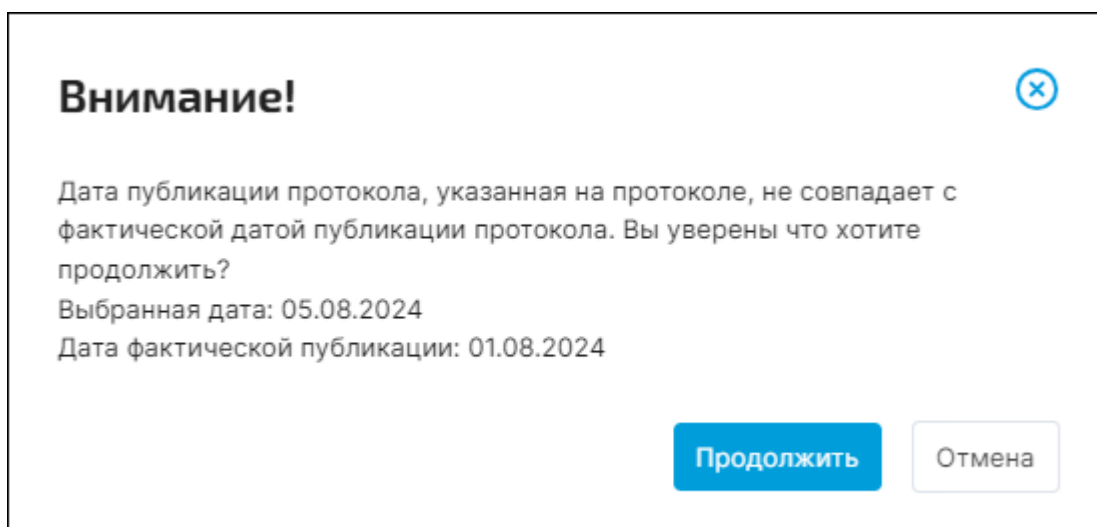 Внимание!
Дата публикации протокола, указанная на протоколе, не совпадает с
фактической датой публикации протокола. Вы уверены что хотите
продолжить?
Выбранная дата: 05.08.2024
Дата фактической публикации: 01.08.2024
Продолжить
Отмена